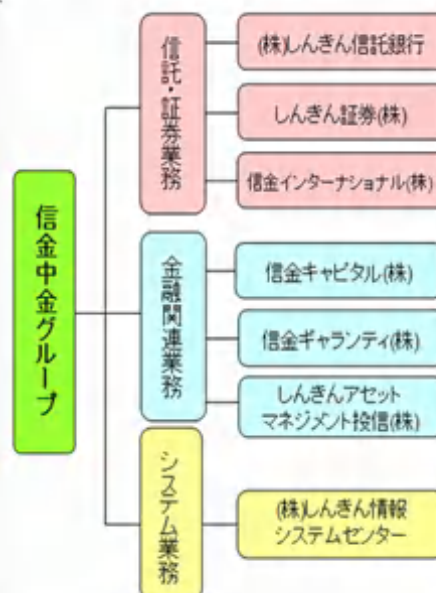 信金中金グループ
信託・証券業務
(株)しんきん信託銀行
しんきん証券(株)
信金インターナショナル(株)
金融関連業務
信金キャピタル(株)
信金ギャランティ(株)
しんきんアセット
マネジメント投信(株)
システム業務
(株)しんきん情報
システムセンター